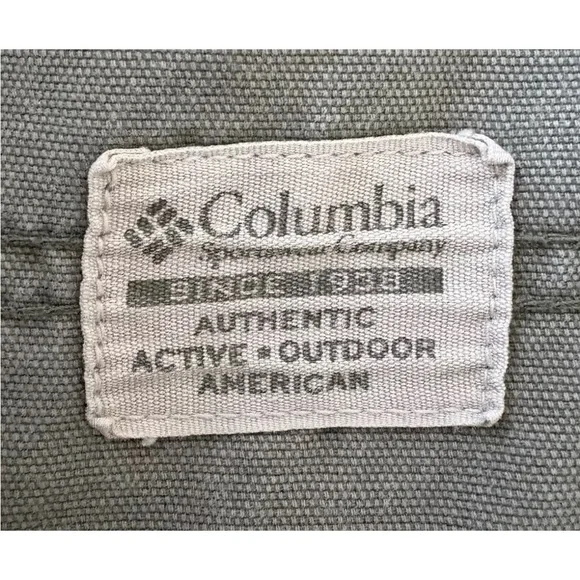 Columbia
Sportswear Company
SINCE 1938
AUTHENTIC
ACTIVE • OUTDOOR
AMERICAN